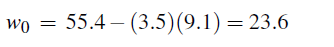 w0 = 55.4 – (3.5)(9.1) = 23.6